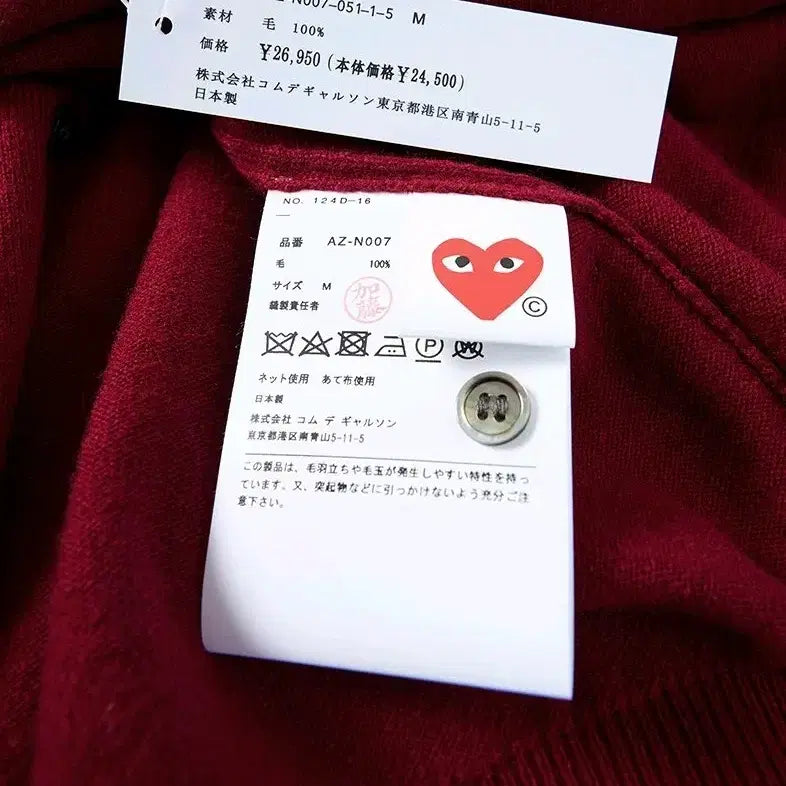 N007-051-1-5 M
素材 毛 100%
価格 ¥26,950(本体価格¥24,500)
株式会社コムデギャルソン東京都港区南青山5-11-5
日本製
NO. 124D-16
品番 AZ-N007
毛 100%
サイズ M
縫製責任者 加藤
ネット使用 あて布使用
日本製
株式会社 コム デ ギャルソン
東京都港区南青山5-11-5
この製品は、毛羽立ちや毛玉が発生しやすい特性を持っ
ています。又、突起物などに引っかけないよう充分ご注
意下さい。
©
P